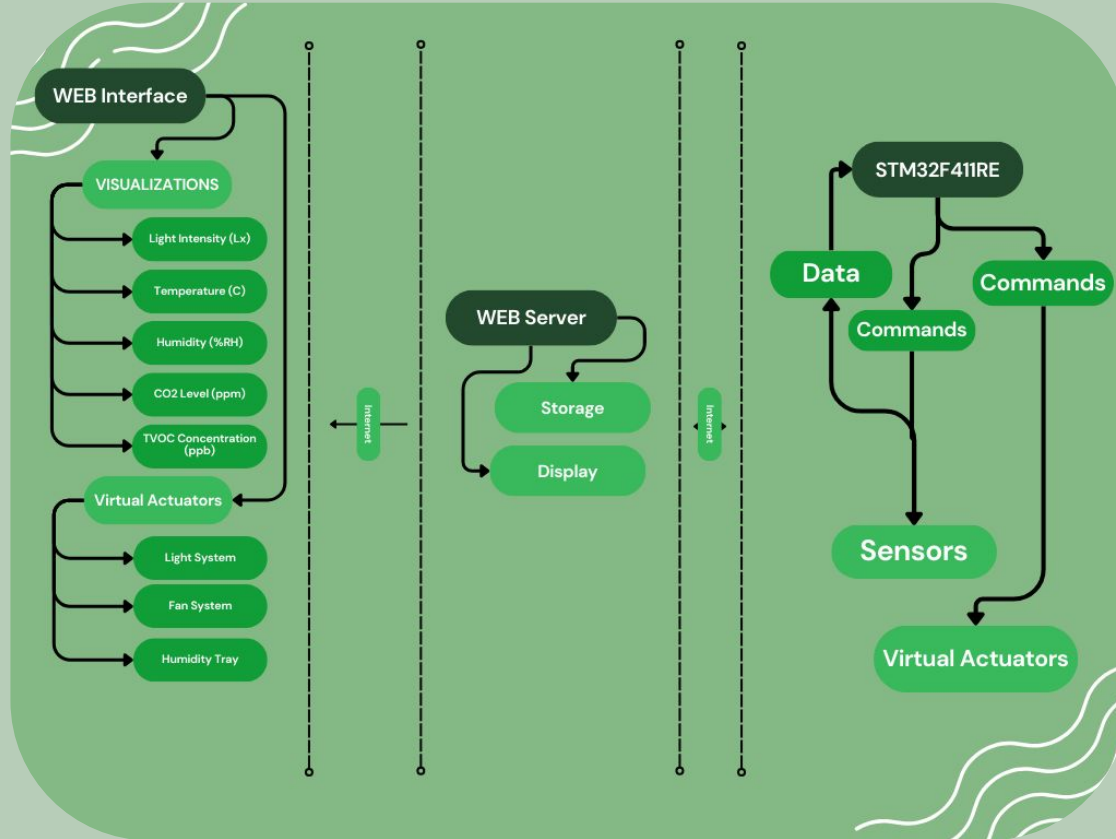 WEB Interface
VISUALIZATIONS
Light Intensity (Lx)
Temperature (C)
Humidity (%RH)
CO2 Level (ppm)
TVOC Concentration
(ppb)
Virtual Actuators
Light System
Fan System
Humidity Tray
Internet
WEB Server
Storage
Display
Internet
STM32F411RE
Data
Commands
Commands
Sensors
Virtual Actuators